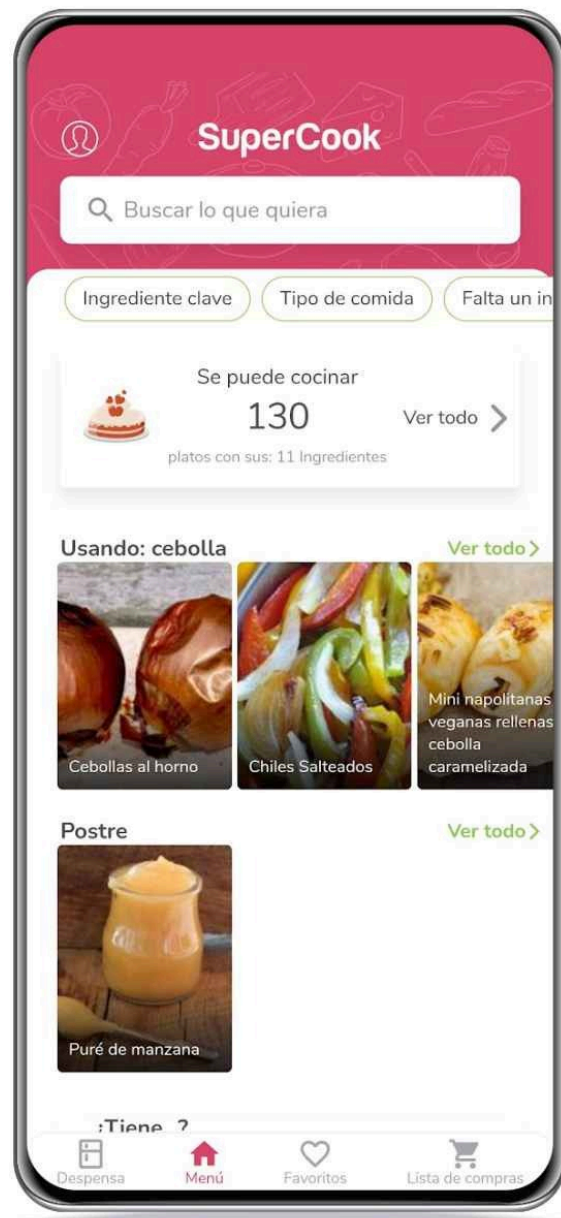 SuperCook
Buscar lo que quiera
Ingrediente clave
Tipo de comida
Falta un in
Se puede cocinar
130
Ver todo
platos con sus: 11 Ingredientes
Usando: cebolla
Ver todo
Cebollas al horno
Chiles Salteados
Mini napolitanas
veganas rellenas
cebolla
caramelizada
Postre
Ver todo
Puré de manzana
¿Tiene ?
Despensa
Menú
Favoritos
Lista de compras